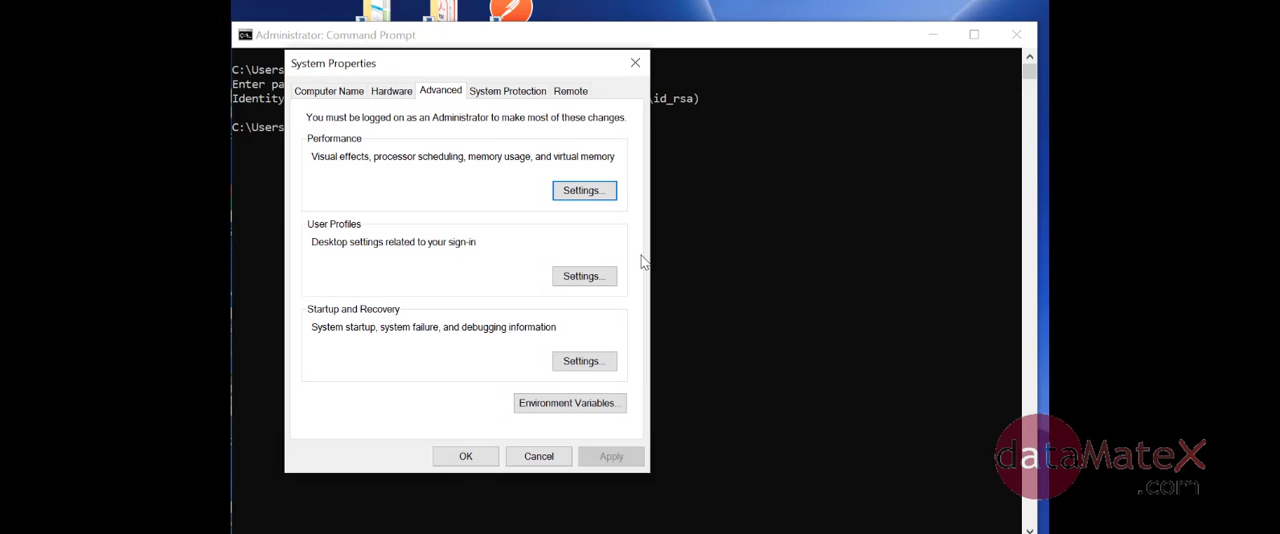 Administrator: Command Prompt
C:\Users
Enter pa
Identity
\id_rsa)
C:\Users
System Properties
Computer Name
Hardware
Advanced
System Protection
Remote
You must be logged on as an Administrator to make most of these changes.
Performance
Visual effects, processor scheduling, memory usage, and virtual memory
Settings...
User Profiles
Desktop settings related to your sign-in
Settings...
Startup and Recovery
System startup, system failure, and debugging information
Settings...
Environment Variables...
OK
Cancel
Apply
dataMateX
.com